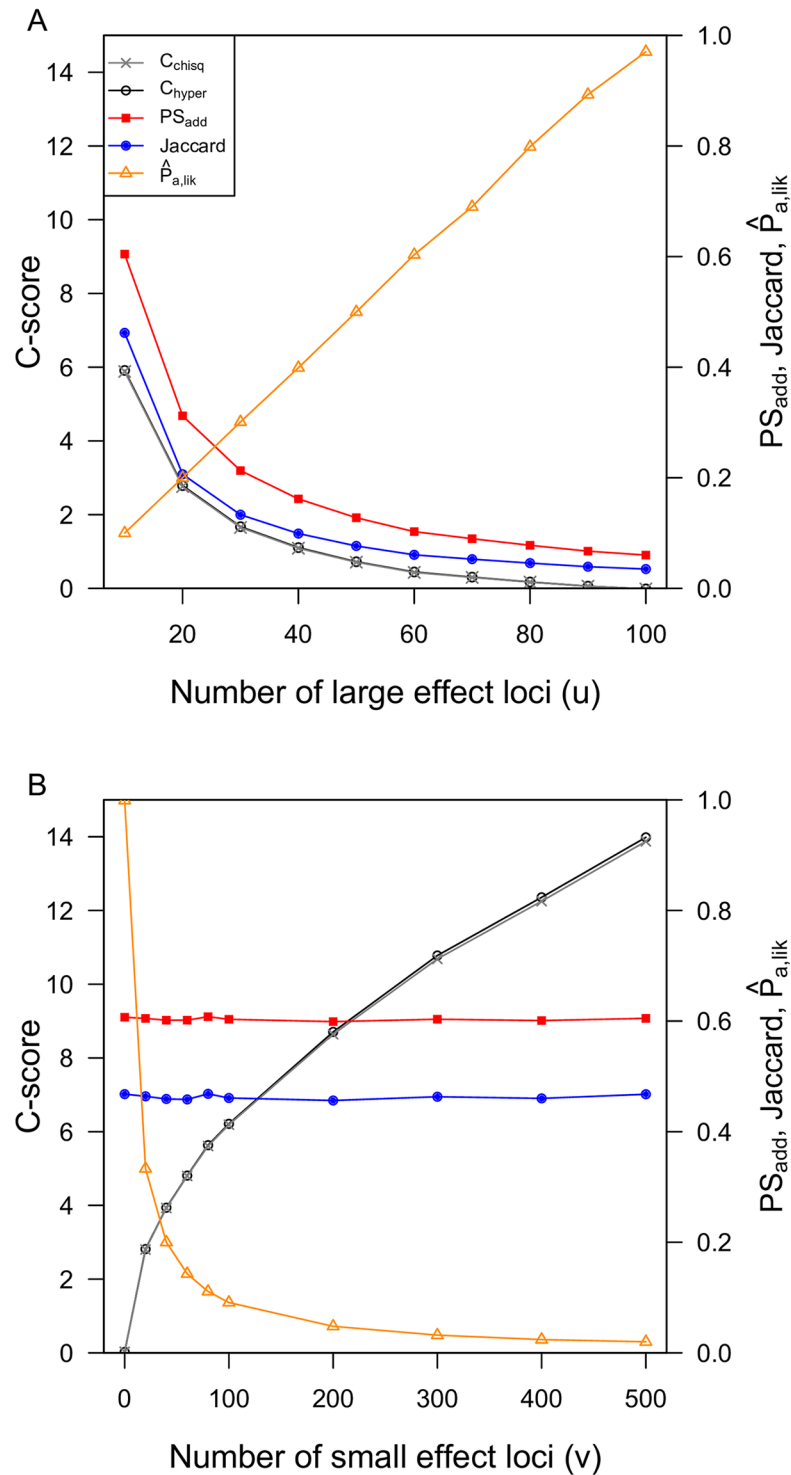 A
C_chisq
C_hyper
PS_add
Jaccard
P̂_a,lik
0 2 4 6 8 10 12 14
C-score
0.0 0.2 0.4 0.6 0.8 1.0
PS_add, Jaccard, P̂_a,lik
20 40 60 80 100
Number of large effect loci (u)
B
0 2 4 6 8 10 12 14
C-score
0.0 0.2 0.4 0.6 0.8 1.0
PS_add, Jaccard, P̂_a,lik
0 100 200 300 400 500
Number of small effect loci (v)